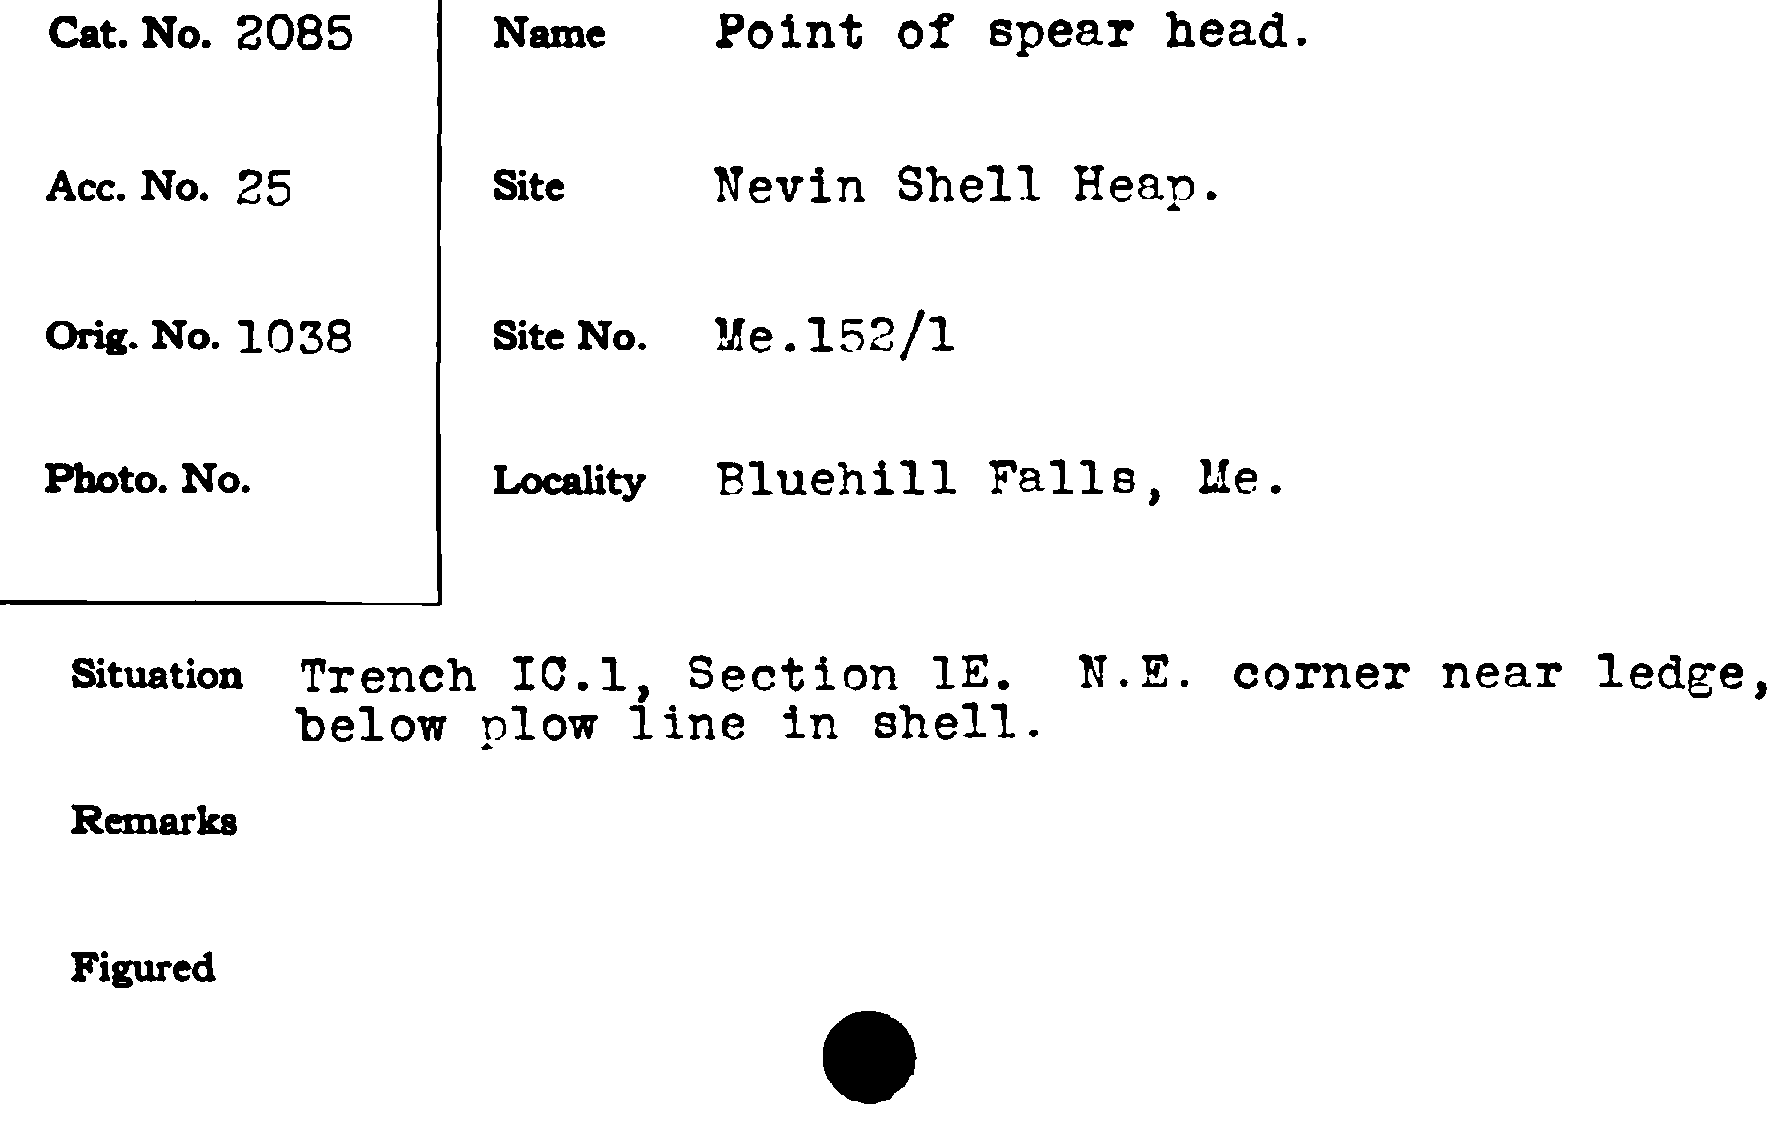 Cat. No. 2085
Name Point of spear head.
Acc. No. 25
Site Nevin Shell Heap.
Orig. No. 1038
Site No. Me.152/1
Photo. No.
Locality Bluehill Falls, Me.
Situation Trench IC.1, Section 1E. N.E. corner near ledge,
below plow line in shell.
Remarks
Figured